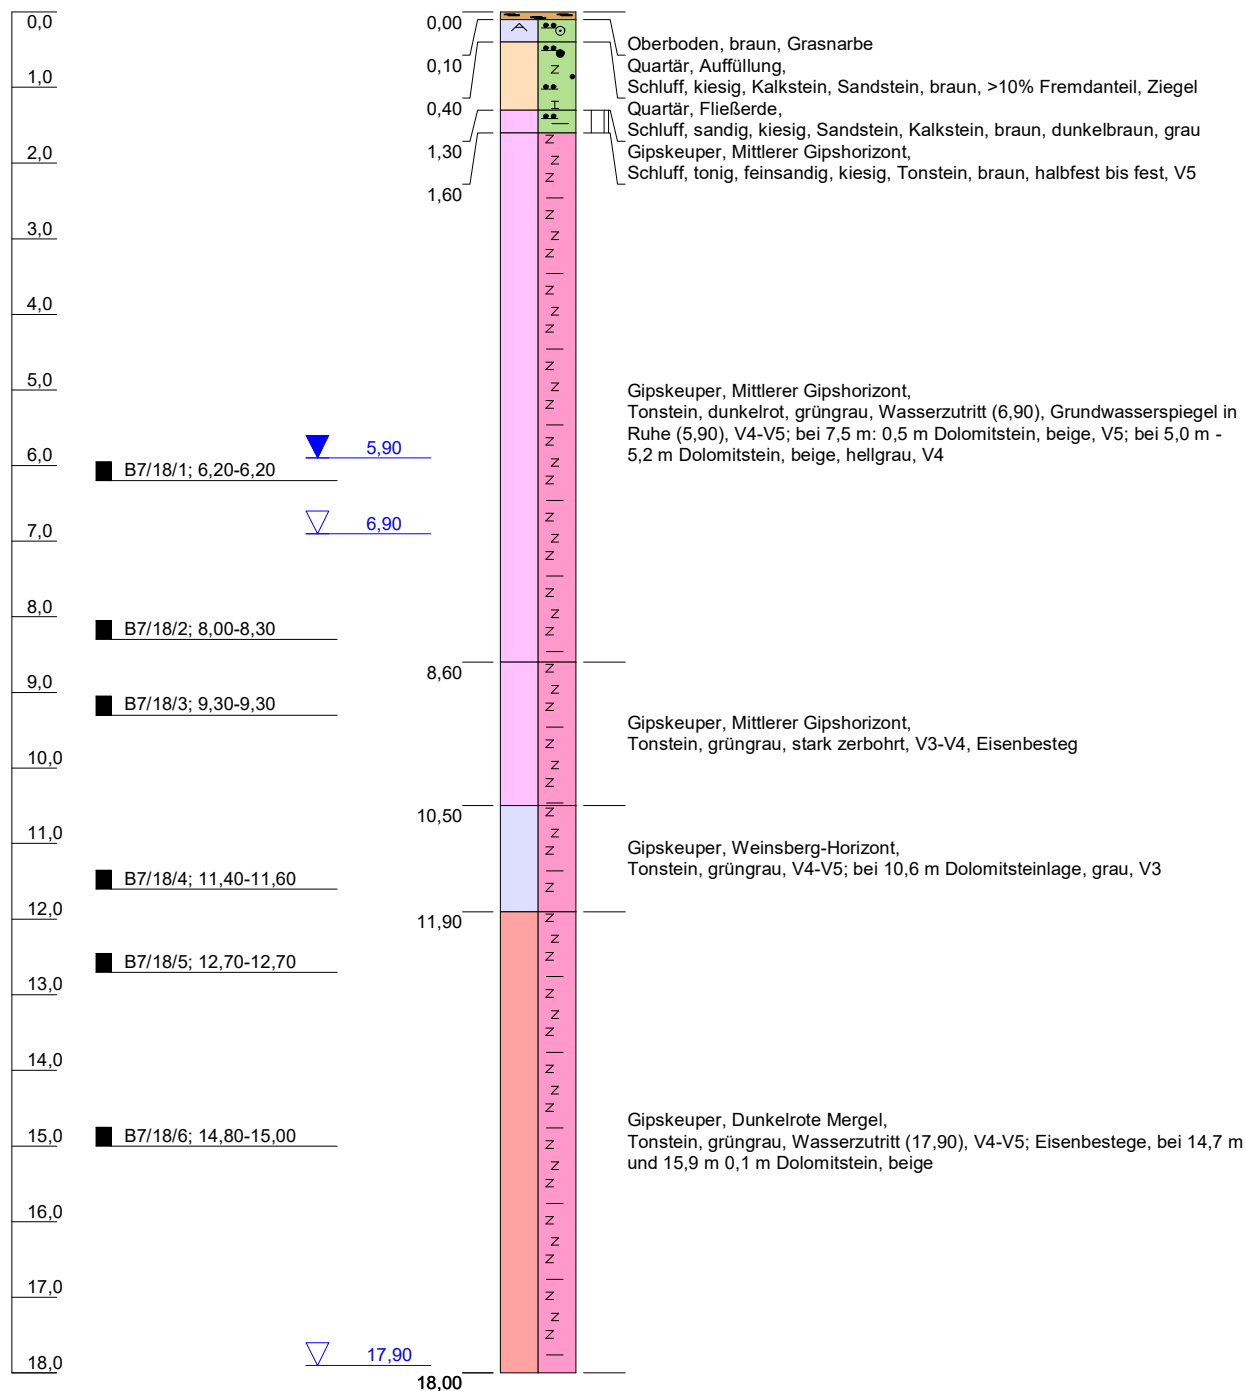 0,0
1,0
2,0
3,0
4,0
5,0
6,0
7,0
8,0
9,0
10,0
11,0
12,0
13,0
14,0
15,0
16,0
17,0
18,0
B7/18/1; 6,20-6,20
B7/18/2; 8,00-8,30
B7/18/3; 9,30-9,30
B7/18/4; 11,40-11,60
B7/18/5; 12,70-12,70
B7/18/6; 14,80-15,00
5,90
6,90
17,90
0,00
0,10
0,40
1,30
1,60
8,60
10,50
11,90
18,00
Oberboden, braun, Grasnarbe
Quartär, Auffüllung,
Schluff, kiesig, Kalkstein, Sandstein, braun, >10% Fremdanteil, Ziegel
Quartär, Fließerde,
Schluff, sandig, kiesig, Sandstein, Kalkstein, braun, dunkelbraun, grau
Gipskeuper, Mittlerer Gipshorizont,
Schluff, tonig, feinsandig, kiesig, Tonstein, braun, halbfest bis fest, V5
Gipskeuper, Mittlerer Gipshorizont,
Tonstein, dunkelrot, grüngrau, Wasserzutritt (6,90), Grundwasserspiegel in
Ruhe (5,90), V4-V5; bei 7,5 m: 0,5 m Dolomitstein, beige, V5; bei 5,0 m -
5,2 m Dolomitstein, beige, hellgrau, V4
Gipskeuper, Mittlerer Gipshorizont,
Tonstein, grüngrau, stark zerbohrt, V3-V4, Eisenbesteg
Gipskeuper, Weinsberg-Horizont,
Tonstein, grüngrau, V4-V5; bei 10,6 m Dolomitsteinlage, grau, V3
Gipskeuper, Dunkelrote Mergel,
Tonstein, grüngrau, Wasserzutritt (17,90), V4-V5; Eisenbestege, bei 14,7 m
und 15,9 m 0,1 m Dolomitstein, beige